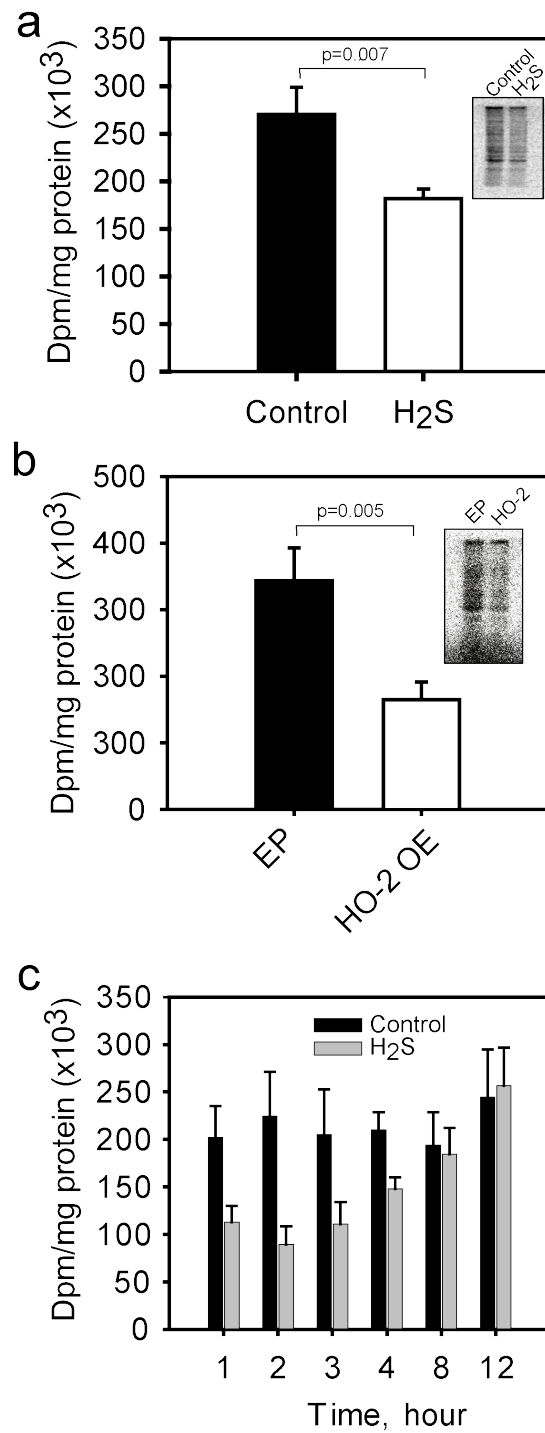 a
Dpm/mg protein (x10³)
350
300
250
200
150
100
50
0
p=0.007
Control
H₂S
Control
H₂S
b
Dpm/mg protein (x10³)
500
400
300
300
300
0
p=0.005
EP
HO-2
EP
HO-2 OE
c
Dpm/mg protein (x10³)
350
300
250
200
150
100
50
0
Control
H₂S
1 2 3 4 8 12
Time, hour